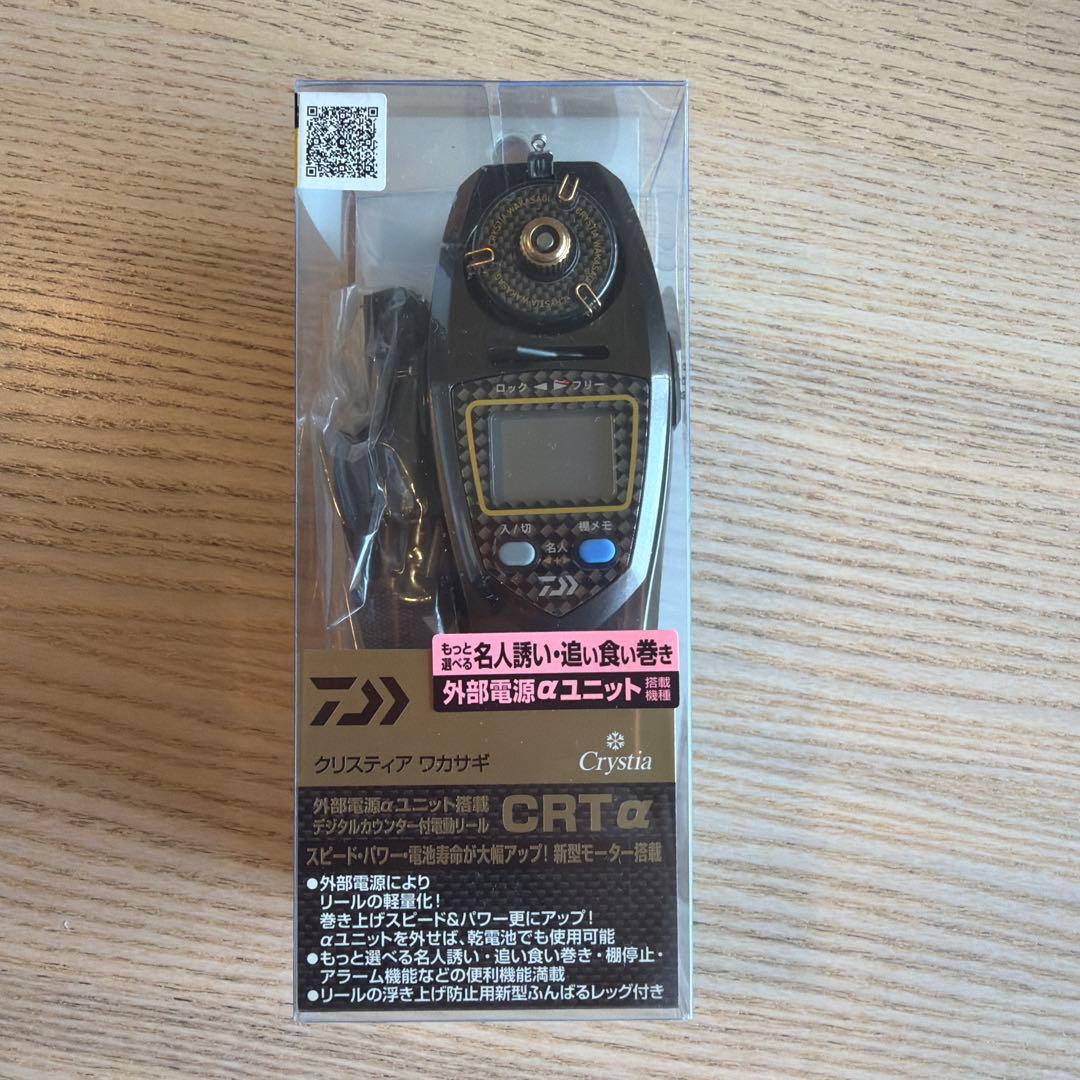 CRYSTIA WAKASAGI CRYSTIA WAKASAGI CRYSTIA WAKASAGI
ロック ◀ ▶ フリー
入/切 棚メモ
名人
◀+▶
もっと選べる 名人誘い・追い食い巻き
外部電源αユニット 搭載機種
クリスティア ワカサギ
Crystia
外部電源αユニット搭載
デジタルカウンター付電動リール CRTα
スピード・パワー・電池寿命が大幅アップ! 新型モーター搭載
●外部電源により
リールの軽量化!
巻き上げスピード&パワー更にアップ!
αユニットを外せば、乾電池でも使用可能
●もっと選べる名人誘い・追い食い巻き・棚停止・
アラーム機能などの便利機能満載
●リールの浮き上げ防止用新型ふんばるレッグ付き